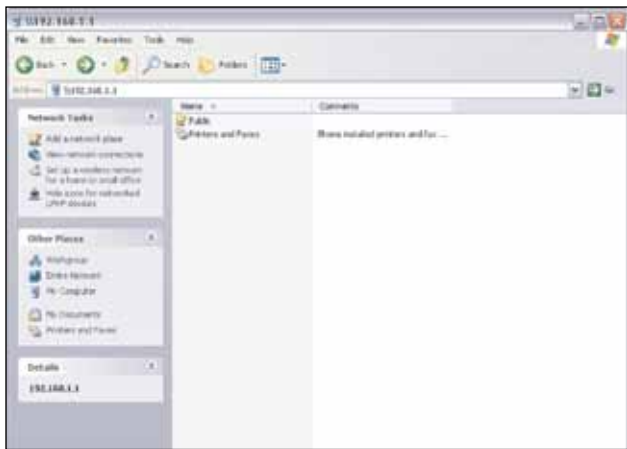 \\192.168.1.1
File Edit View Favorites Tools Help
Back Search Folders
Address \\192.168.1.1 Go
Name Comments
Network Tasks
Add a network place
View network connections
Set up a wireless network
for a home or small office
Hide icons for networked
UPnP devices
Other Places
Workgroup
Entire Network
My Computer
My Documents
Printers and Faxes
Details
192.168.1.1
Public
Printers and Faxes Shows installed printers and fax ...